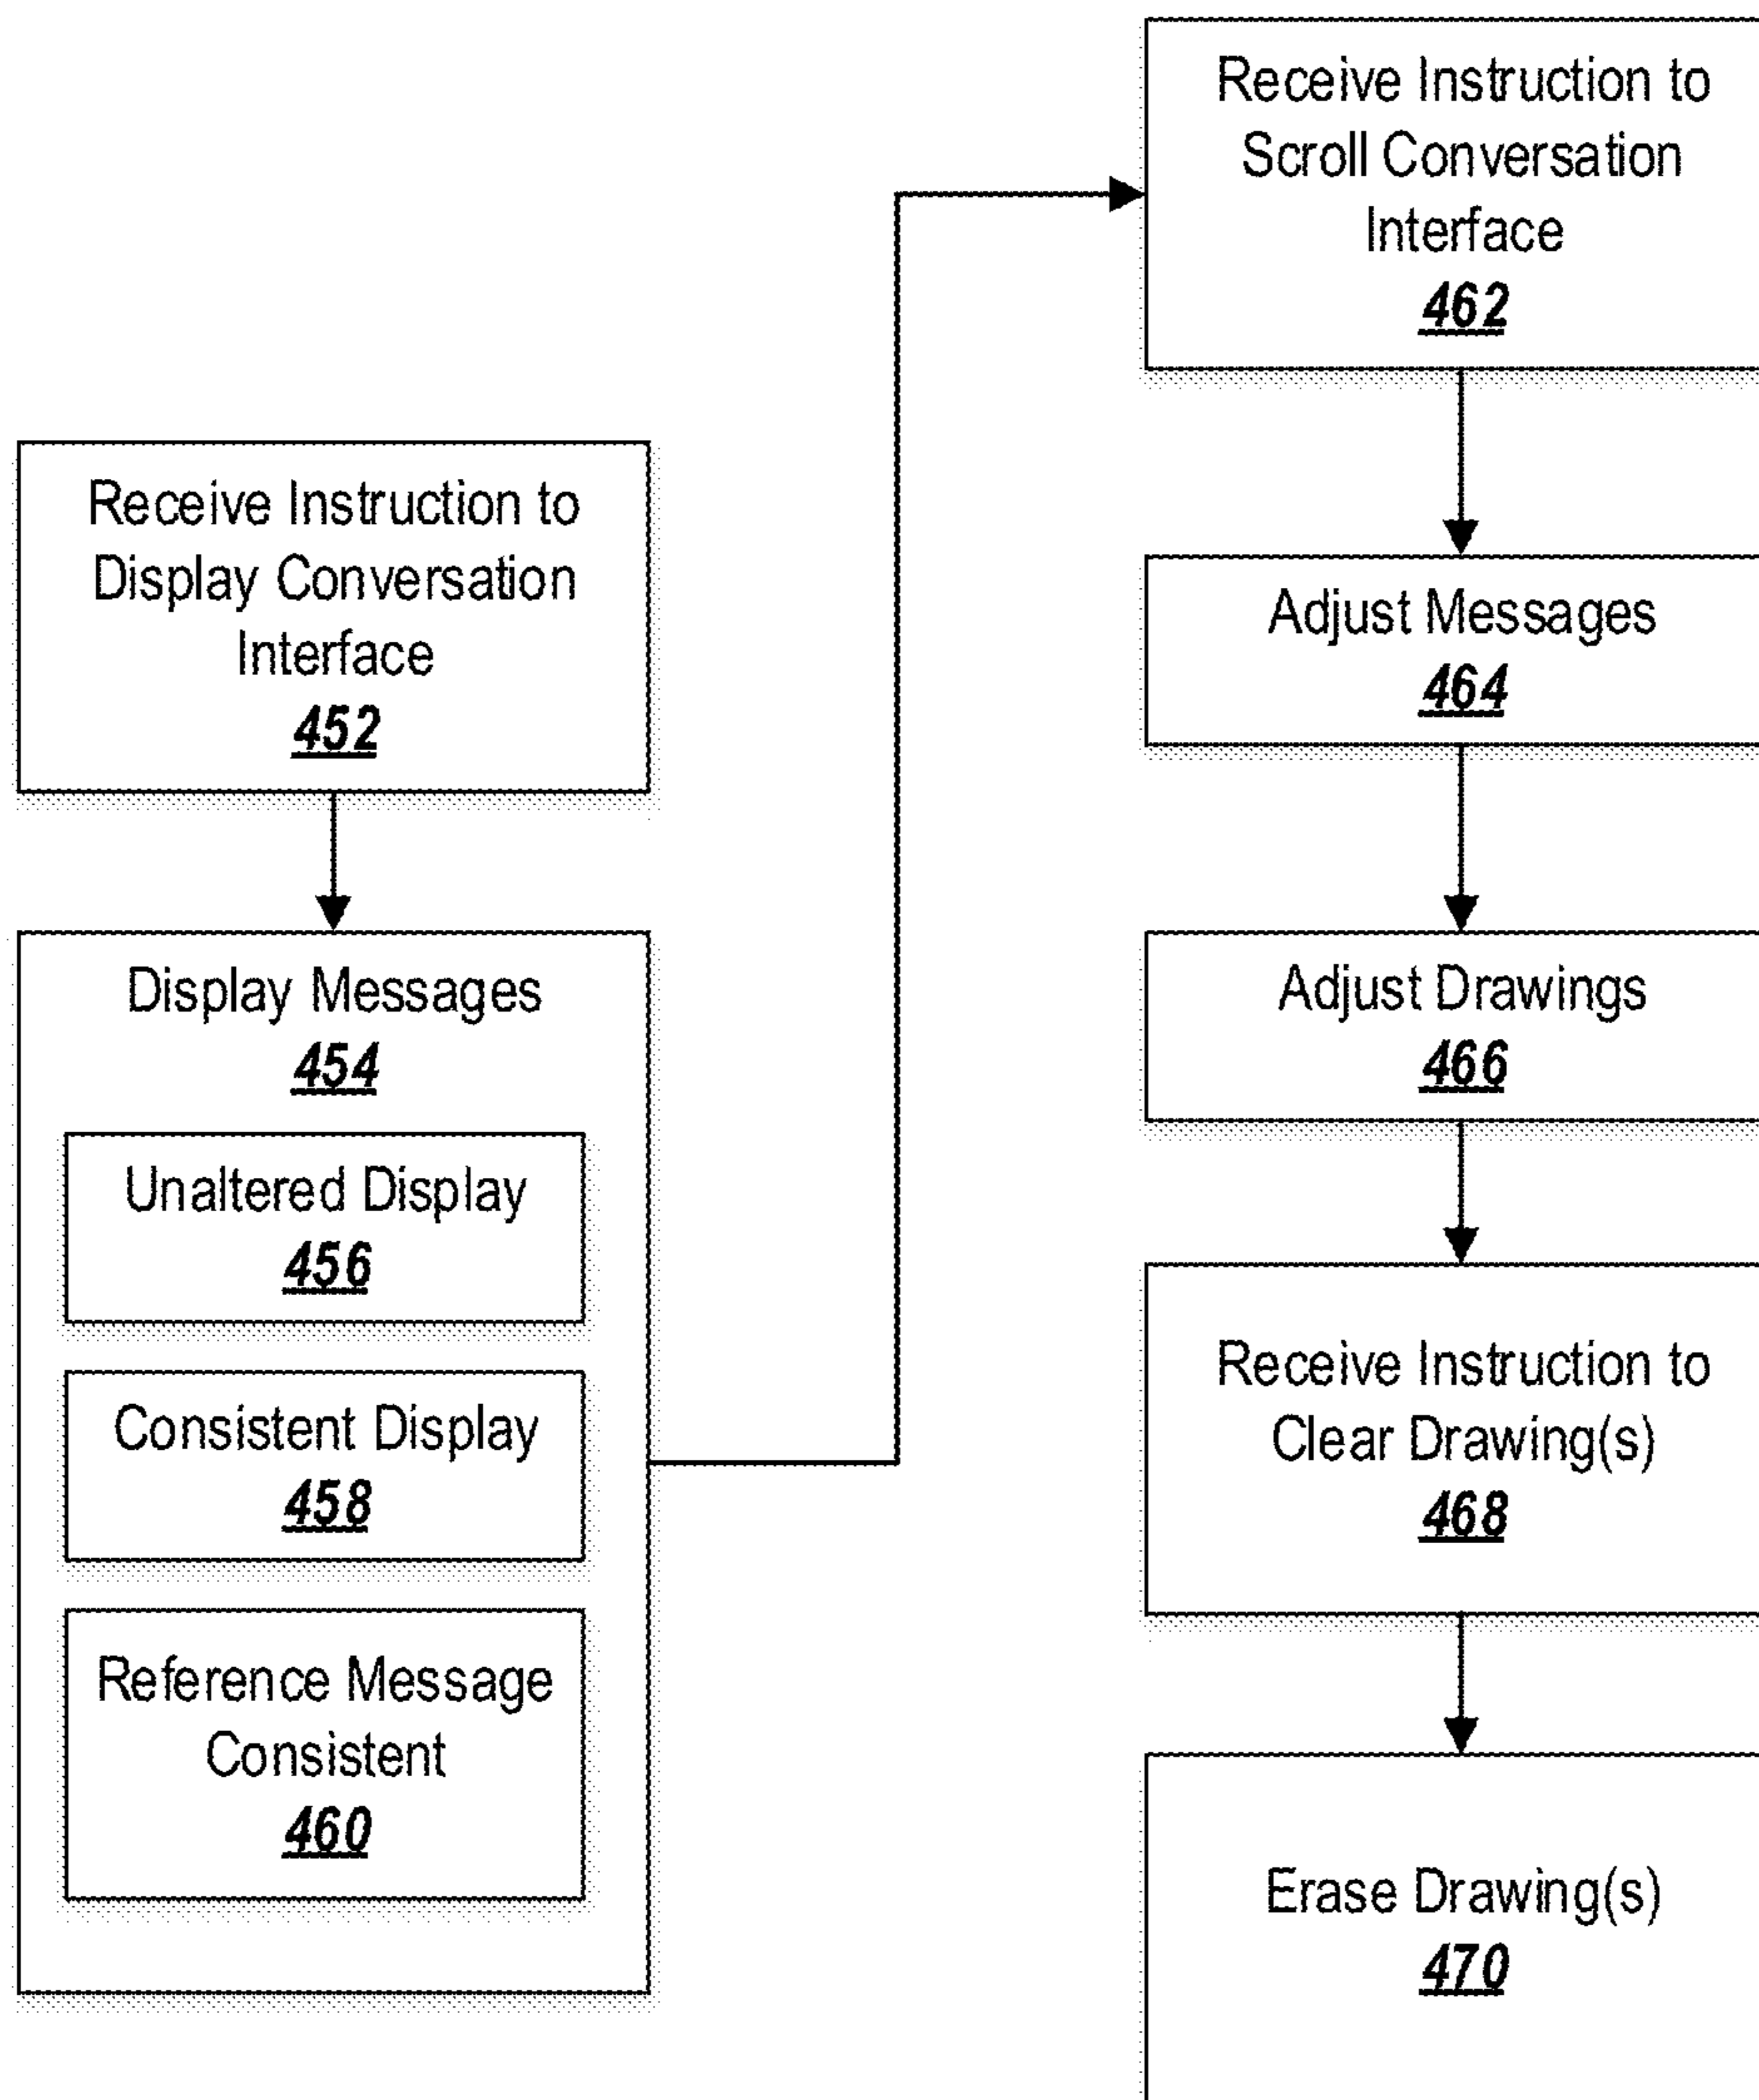 Receive Instruction to
Display Conversation
Interface
452
Display Messages
454
Unaltered Display
456
Consistent Display
458
Reference Message
Consistent
460
Receive Instruction to
Scroll Conversation
Interface
462
Adjust Messages
464
Adjust Drawings
466
Receive Instruction to
Clear Drawing(s)
468
Erase Drawing(s)
470